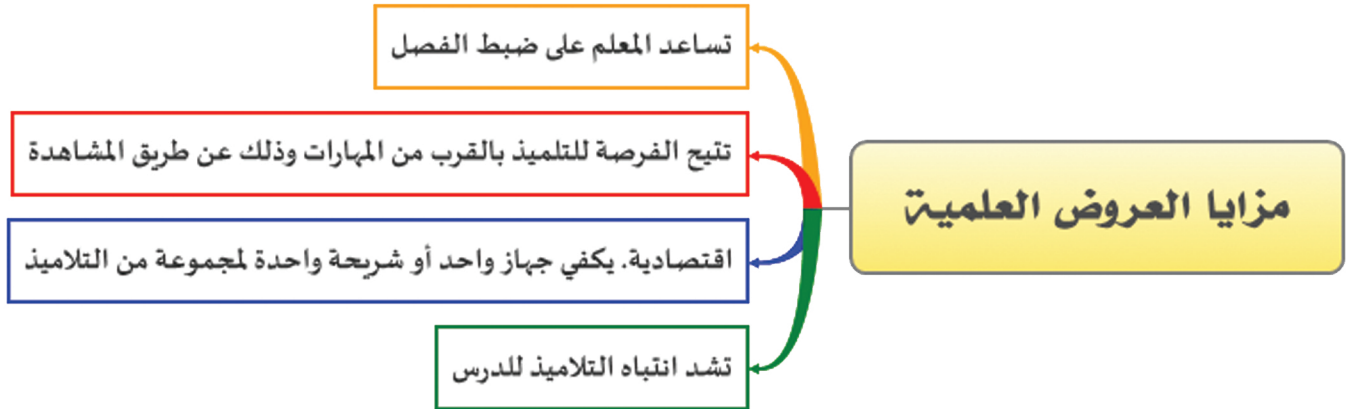 مزايا العروض العلمية
تساعد المعلم على ضبط الفصل
تتيح الفرصة للتلميذ بالقرب من المهارات وذلك عن طريق المشاهدة
اقتصادية. يكفي جهاز واحد أو شريحة واحدة لمجموعة من التلاميذ
تشد انتباه التلاميذ للدرس